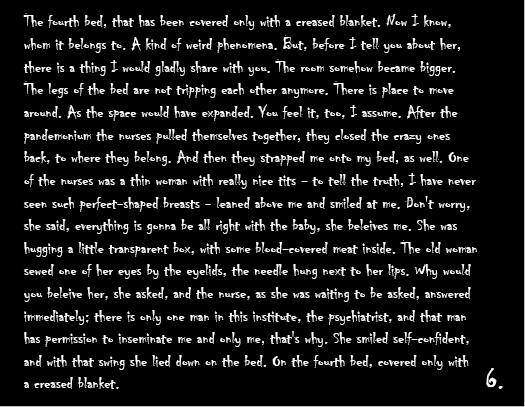 The fourth bed, that has been covered only with a creased blanket. Now I know,
whom it belongs to. A kind of weird phenomena. But, before I tell you about her,
there is a thing I would gladly share with you. The room somehow became bigger.
The legs of the bed are not tripping each other anymore. There is place to move
around. As the space would have expanded. You feel it, too, I assume. After the
pandemonium the nurses pulled themselves together, they closed the crazy ones
back, to where they belong. And then they strapped me onto my bed, as well. One
of the nurses was a thin woman with really nice tits – to tell the truth, I have never
seen such perfect-shaped breasts – leaned above me and smiled at me. Don't worry,
she said, everything is gonna be all right with the baby, she beleives me. She was
hugging a little transparent box, with some blood-covered meat inside. The old woman
sewed one of her eyes by the eyelids, the needle hung next to her lips. Why would
you beleive her, she asked, and the nurse, as she was waiting to be asked, answered
immediately: there is only one man in this institute, the psychiatrist, and that man
has permission to inseminate me and only me, that's why. She smiled self-confident,
and with that swing she lied down on the bed. On the fourth bed, covered only with
a creased blanket.
6.